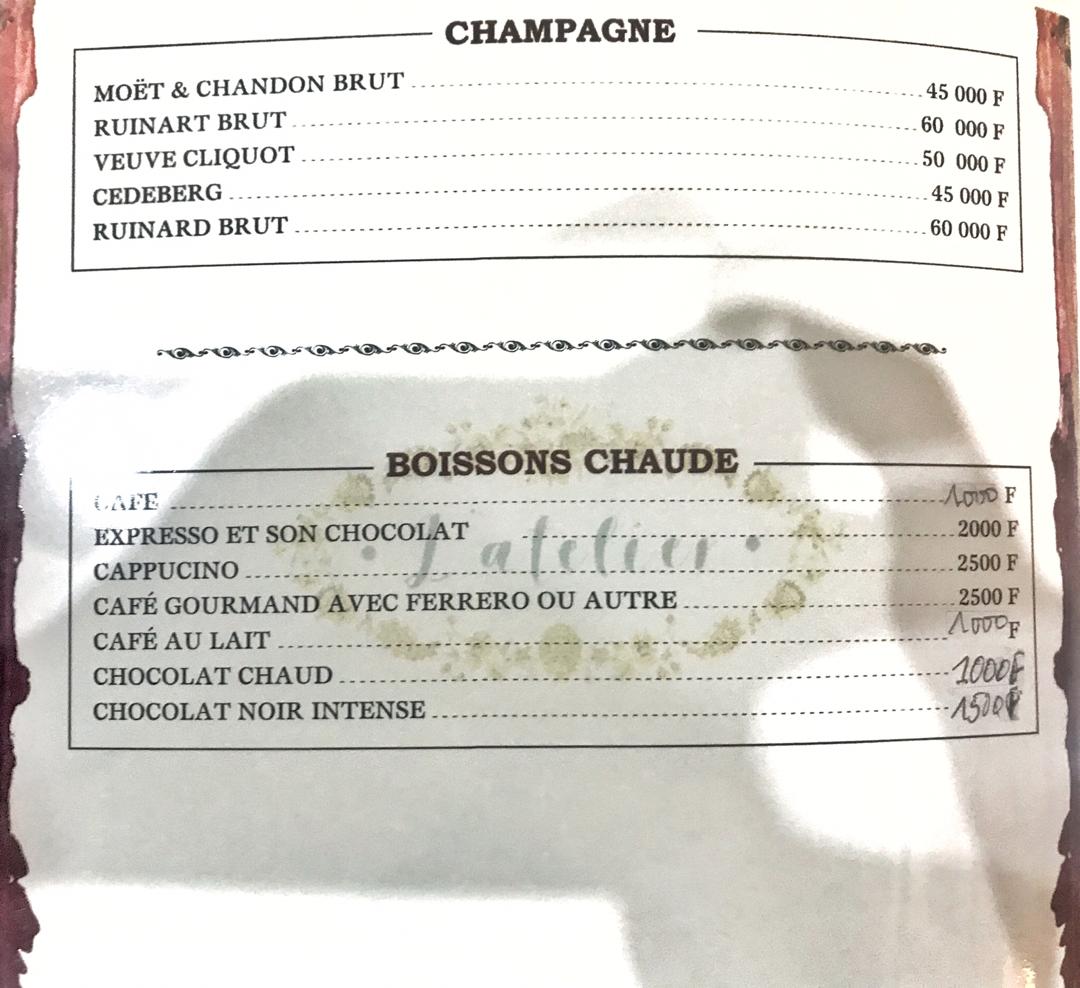 CHAMPAGNE
MOËT & CHANDON BRUT 45 000 F
RUINART BRUT 60 000 F
VEUVE CLIQUOT 50 000 F
CEDEBERG 45 000 F
RUINARD BRUT 60 000 F
BOISSONS CHAUDE
CAFE 1000 F
EXPRESSO ET SON CHOCOLAT 2000 F
L'atelier
CAPPUCINO 2500 F
CAFÉ GOURMAND AVEC FERRERO OU AUTRE 2500 F
CAFÉ AU LAIT 1000 F
CHOCOLAT CHAUD 1000 F
CHOCOLAT NOIR INTENSE 1500 F